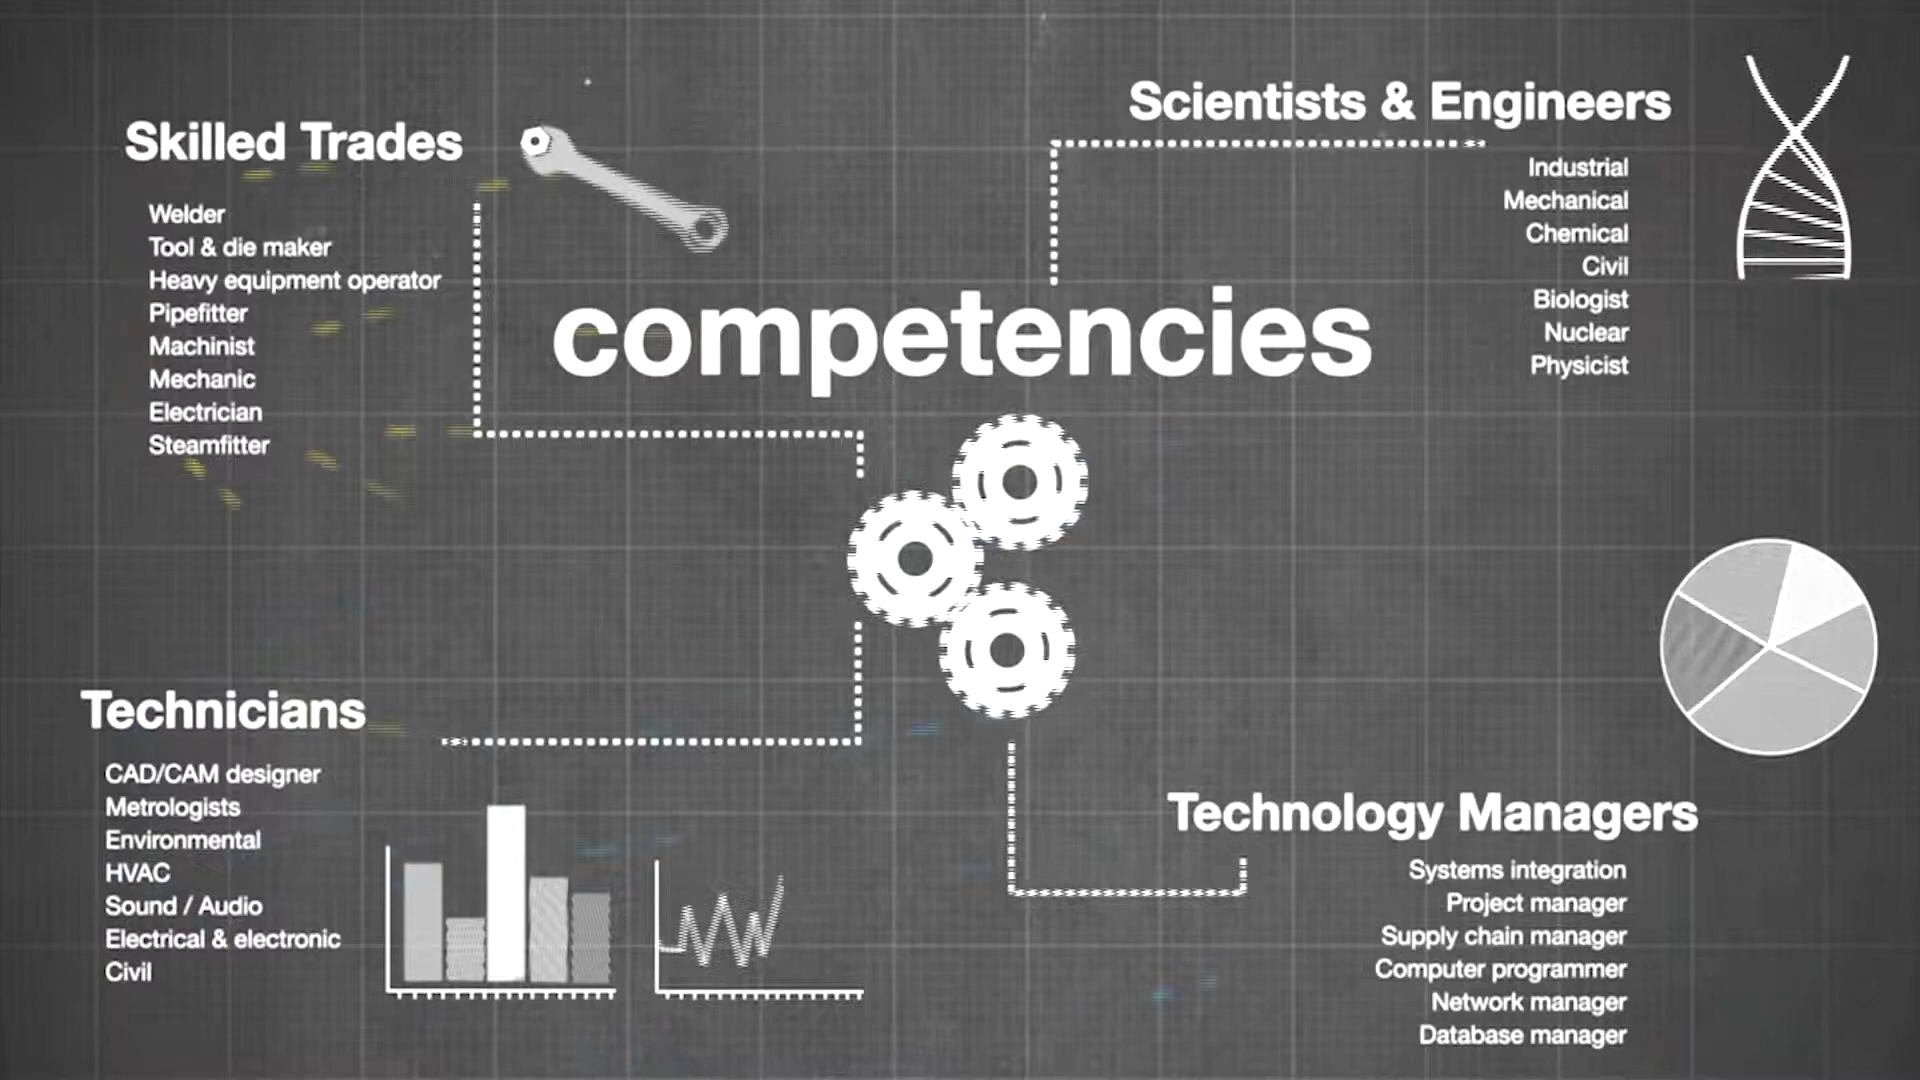 Skilled Trades
Welder
Tool & die maker
Heavy equipment operator
Pipefitter
Machinist
Mechanic
Electrician
Steamfitter
Scientists & Engineers
Industrial
Mechanical
Chemical
Civil
Biologist
Nuclear
Physicist
competencies
Technicians
CAD/CAM designer
Metrologists
Environmental
HVAC
Sound / Audio
Electrical & electronic
Civil
Technology Managers
Systems integration
Project manager
Supply chain manager
Computer programmer
Network manager
Database manager